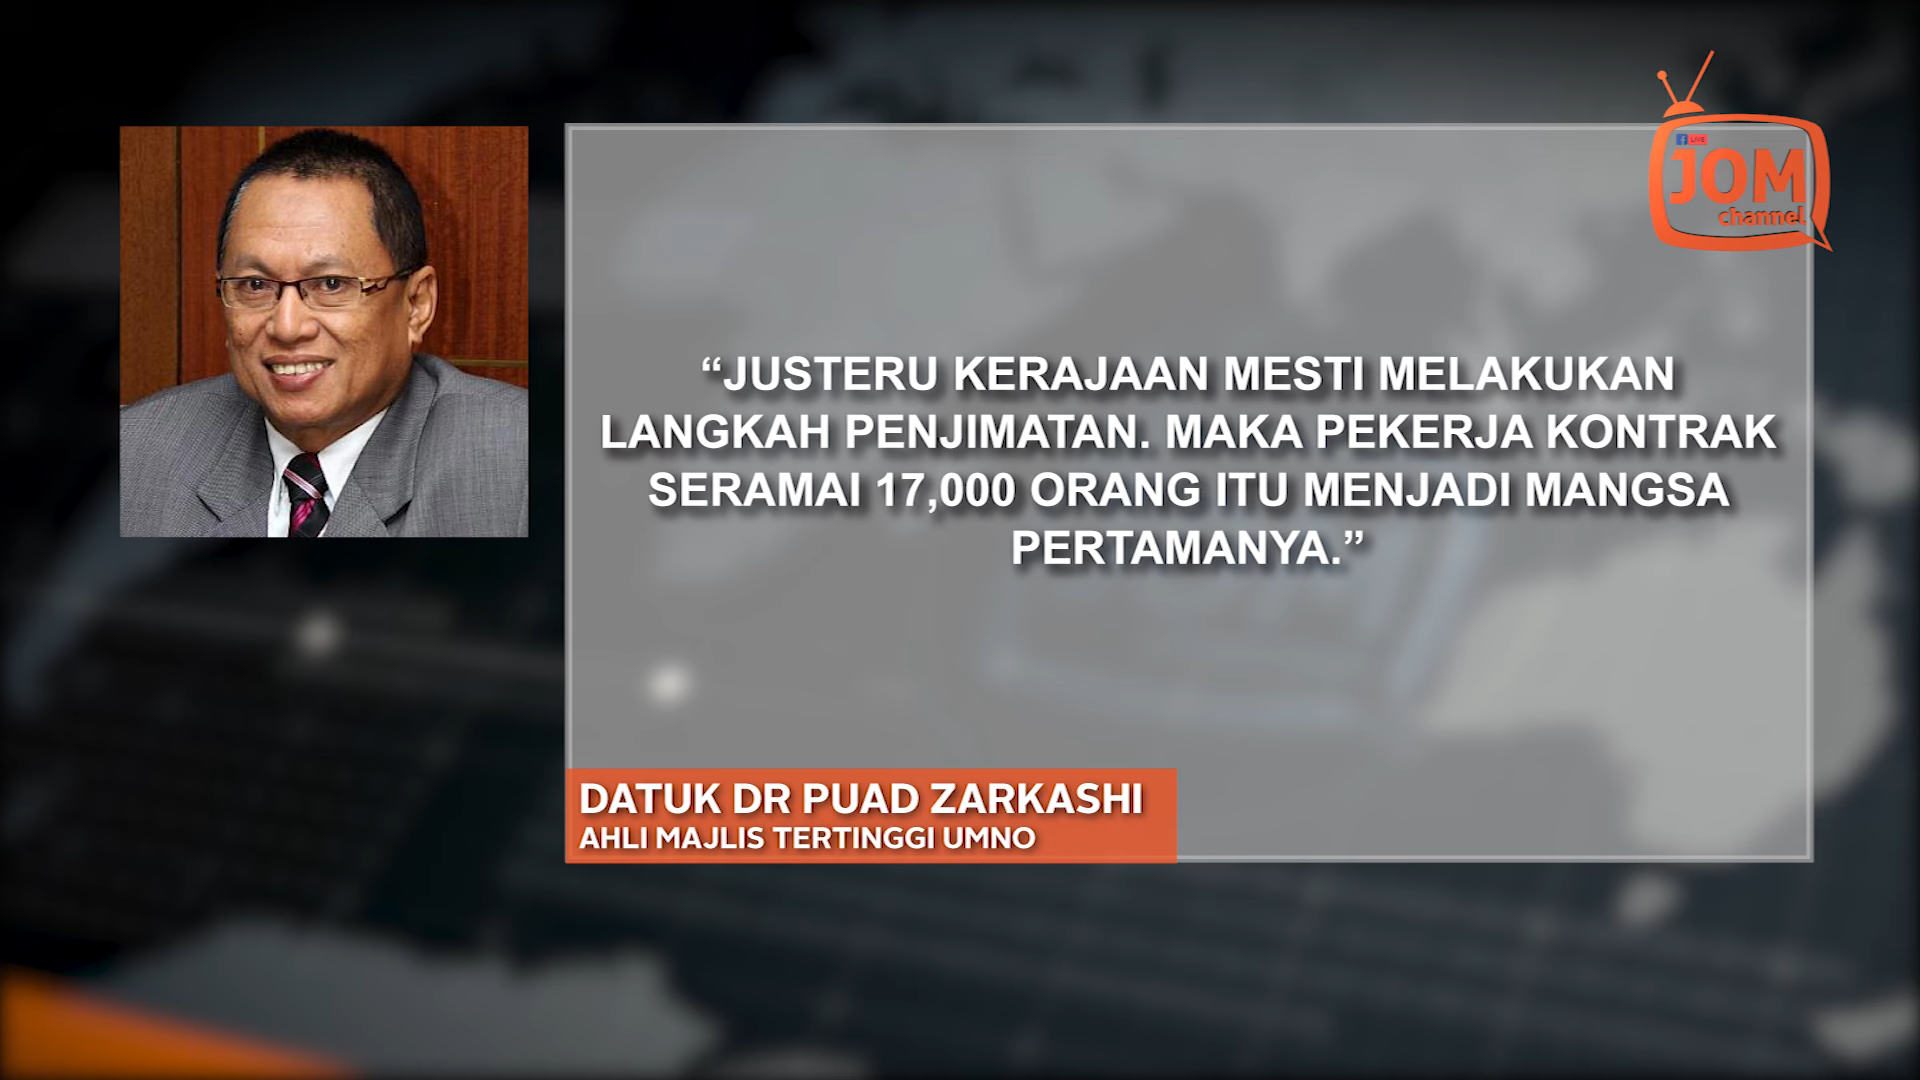 LIVE
JOM
channel
“JUSTERU KERAJAAN MESTI MELAKUKAN
LANGKAH PENJIMATAN. MAKA PEKERJA KONTRAK
SERAMAI 17,000 ORANG ITU MENJADI MANGSA
PERTAMANYA.”
DATUK DR PUAD ZARKASHI
AHLI MAJLIS TERTINGGI UMNO